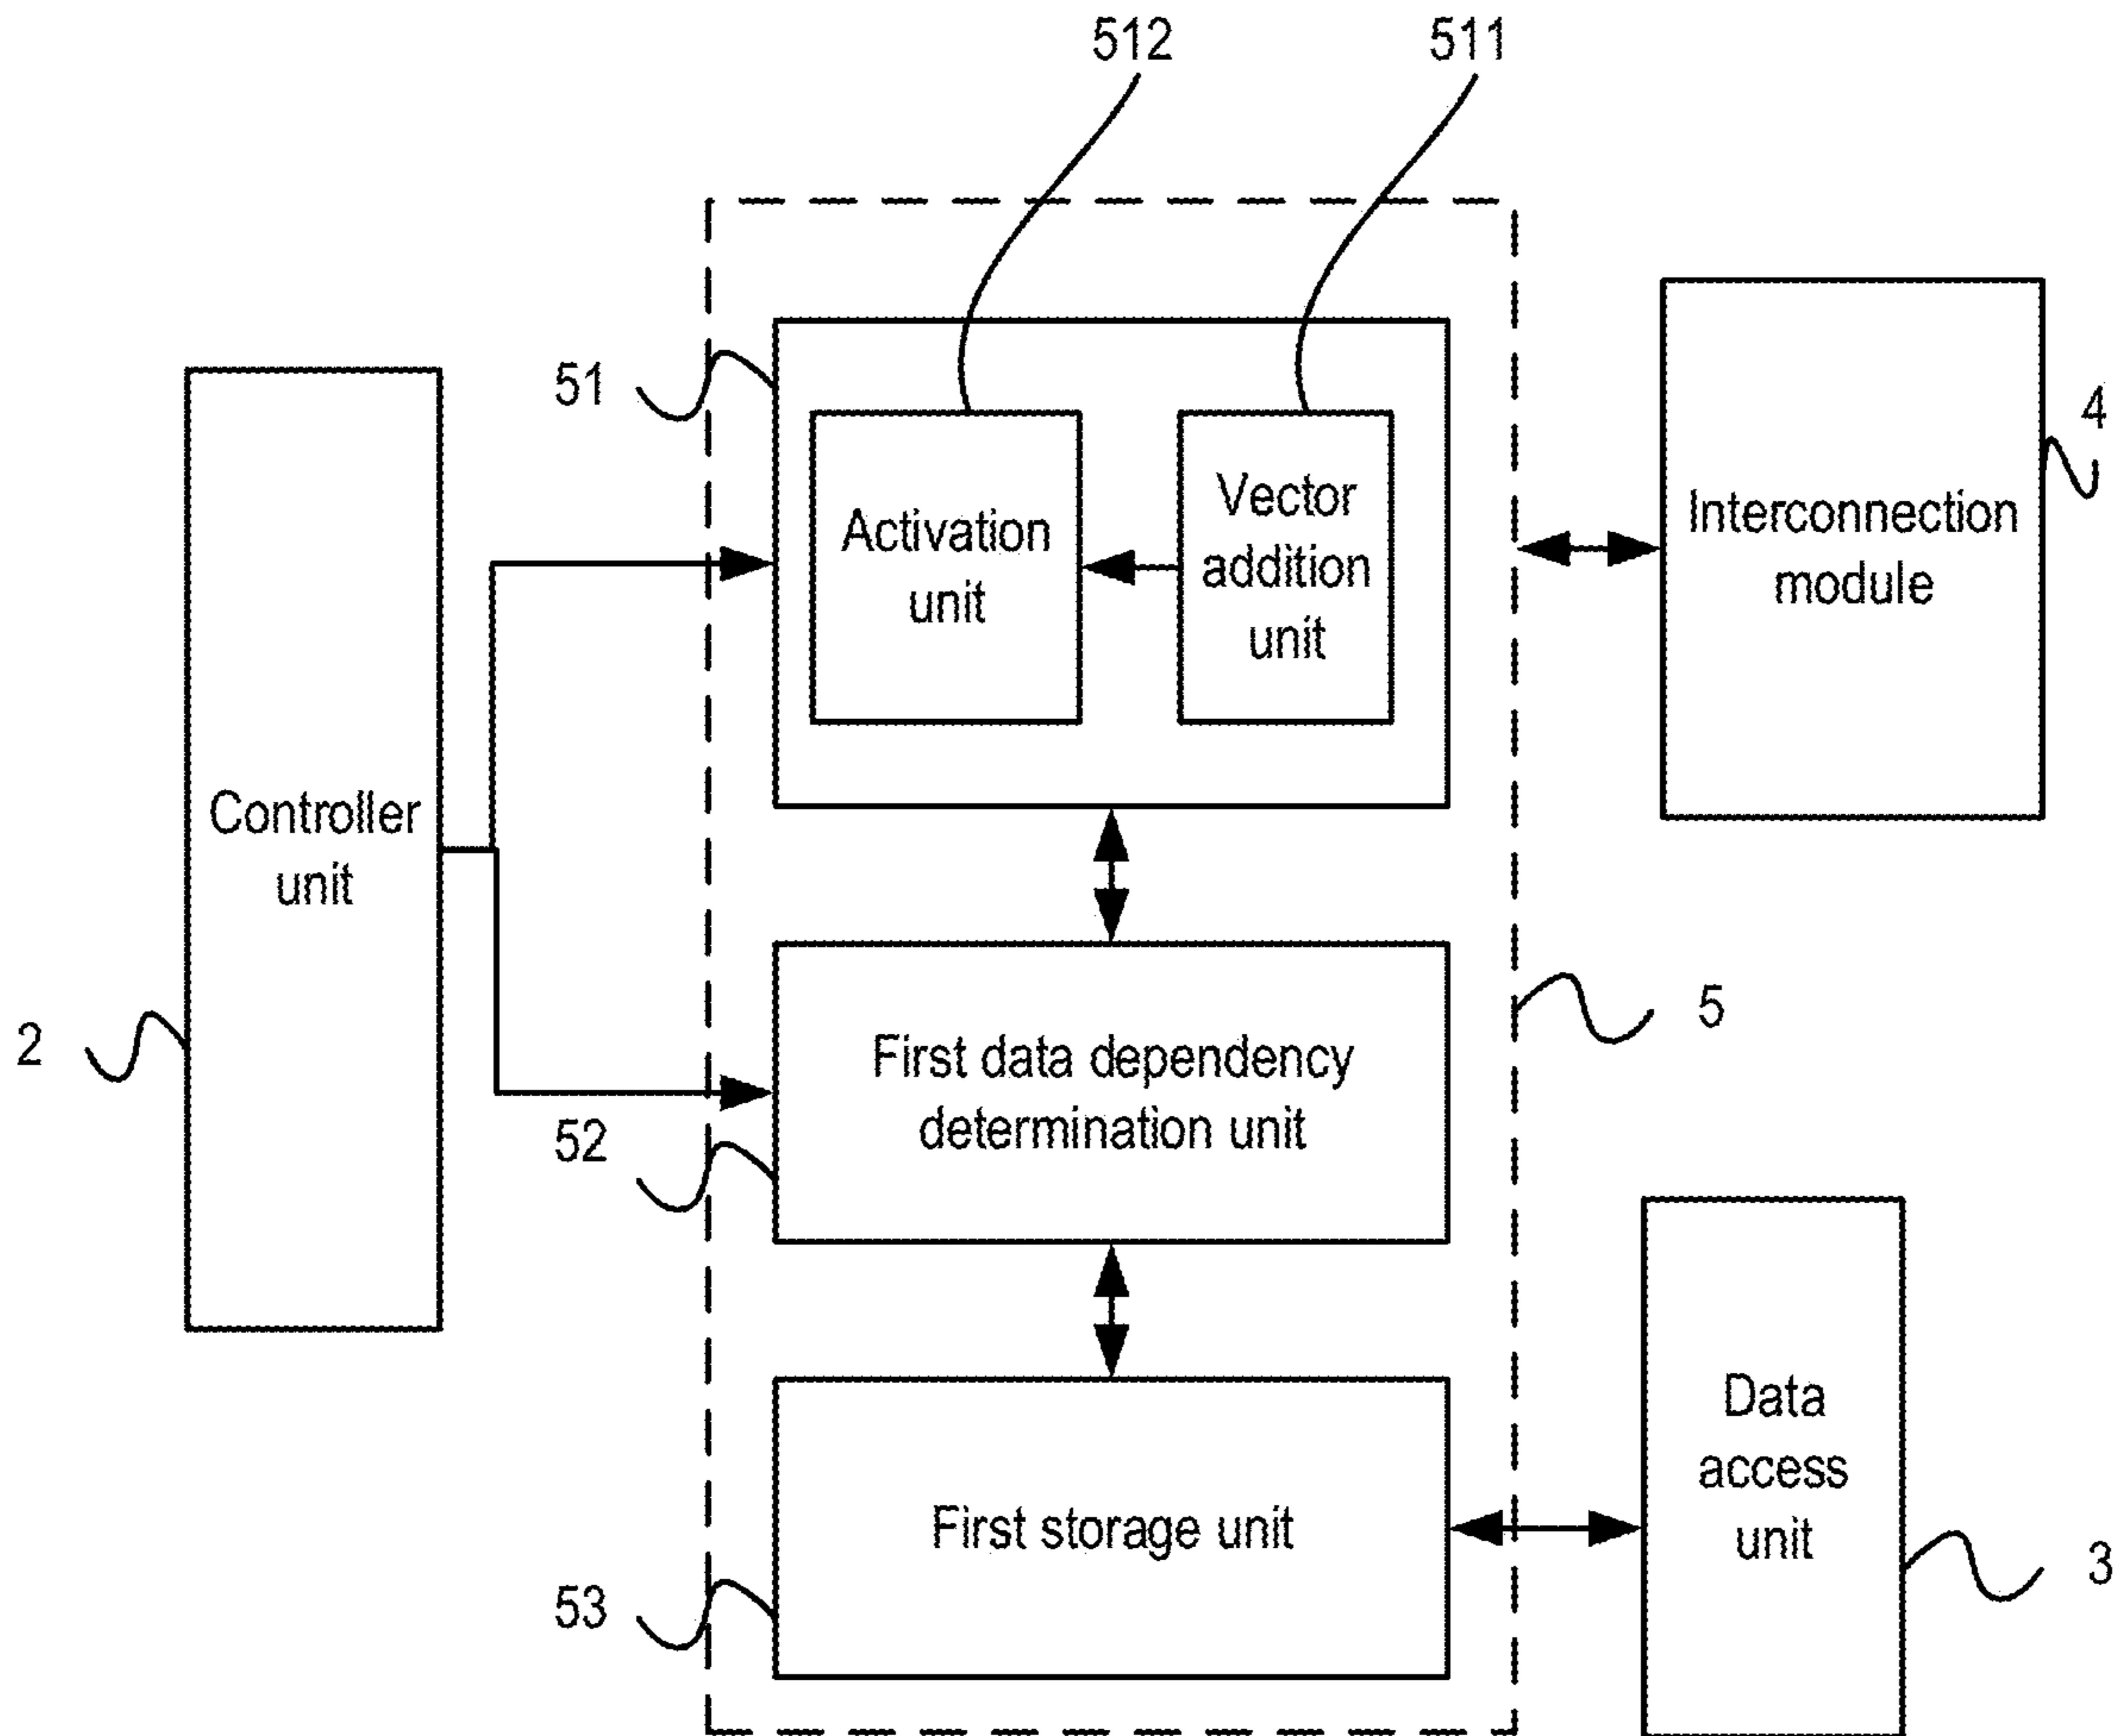 512
511
51
4
Activation
unit
Vector
addition
unit
Interconnection
module
Controller
unit
2
5
First data dependency
determination unit
52
Data
access
unit
First storage unit
53
3